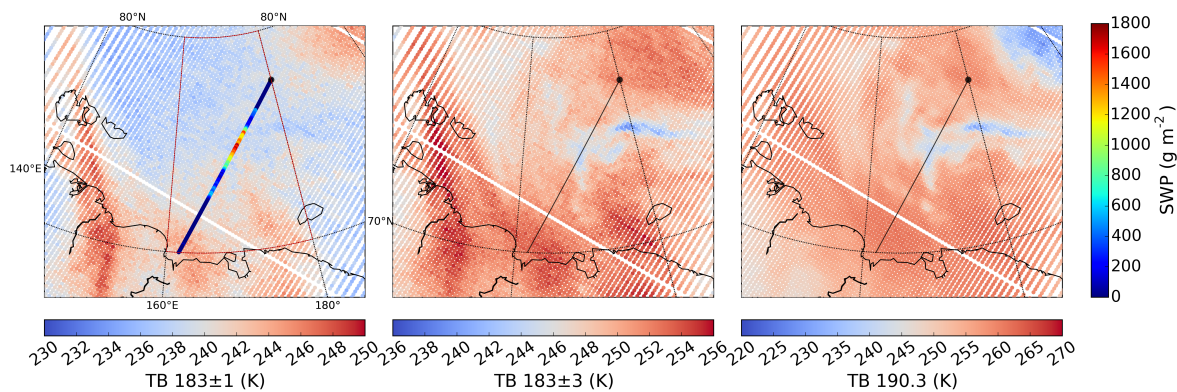 80°N 80°N
140°E
70°N
160°E 180°
230 232 234 236 238 240 242 244 246 248 250
TB 183±1 (K)
236 238 240 242 244 246 248 250 252 254 256
TB 183±3 (K)
220 225 230 235 240 245 250 255 260 265 270
TB 190.3 (K)
1800
1600
1400
1200
1000
800
600
400
200
0
SWP (g m⁻²)